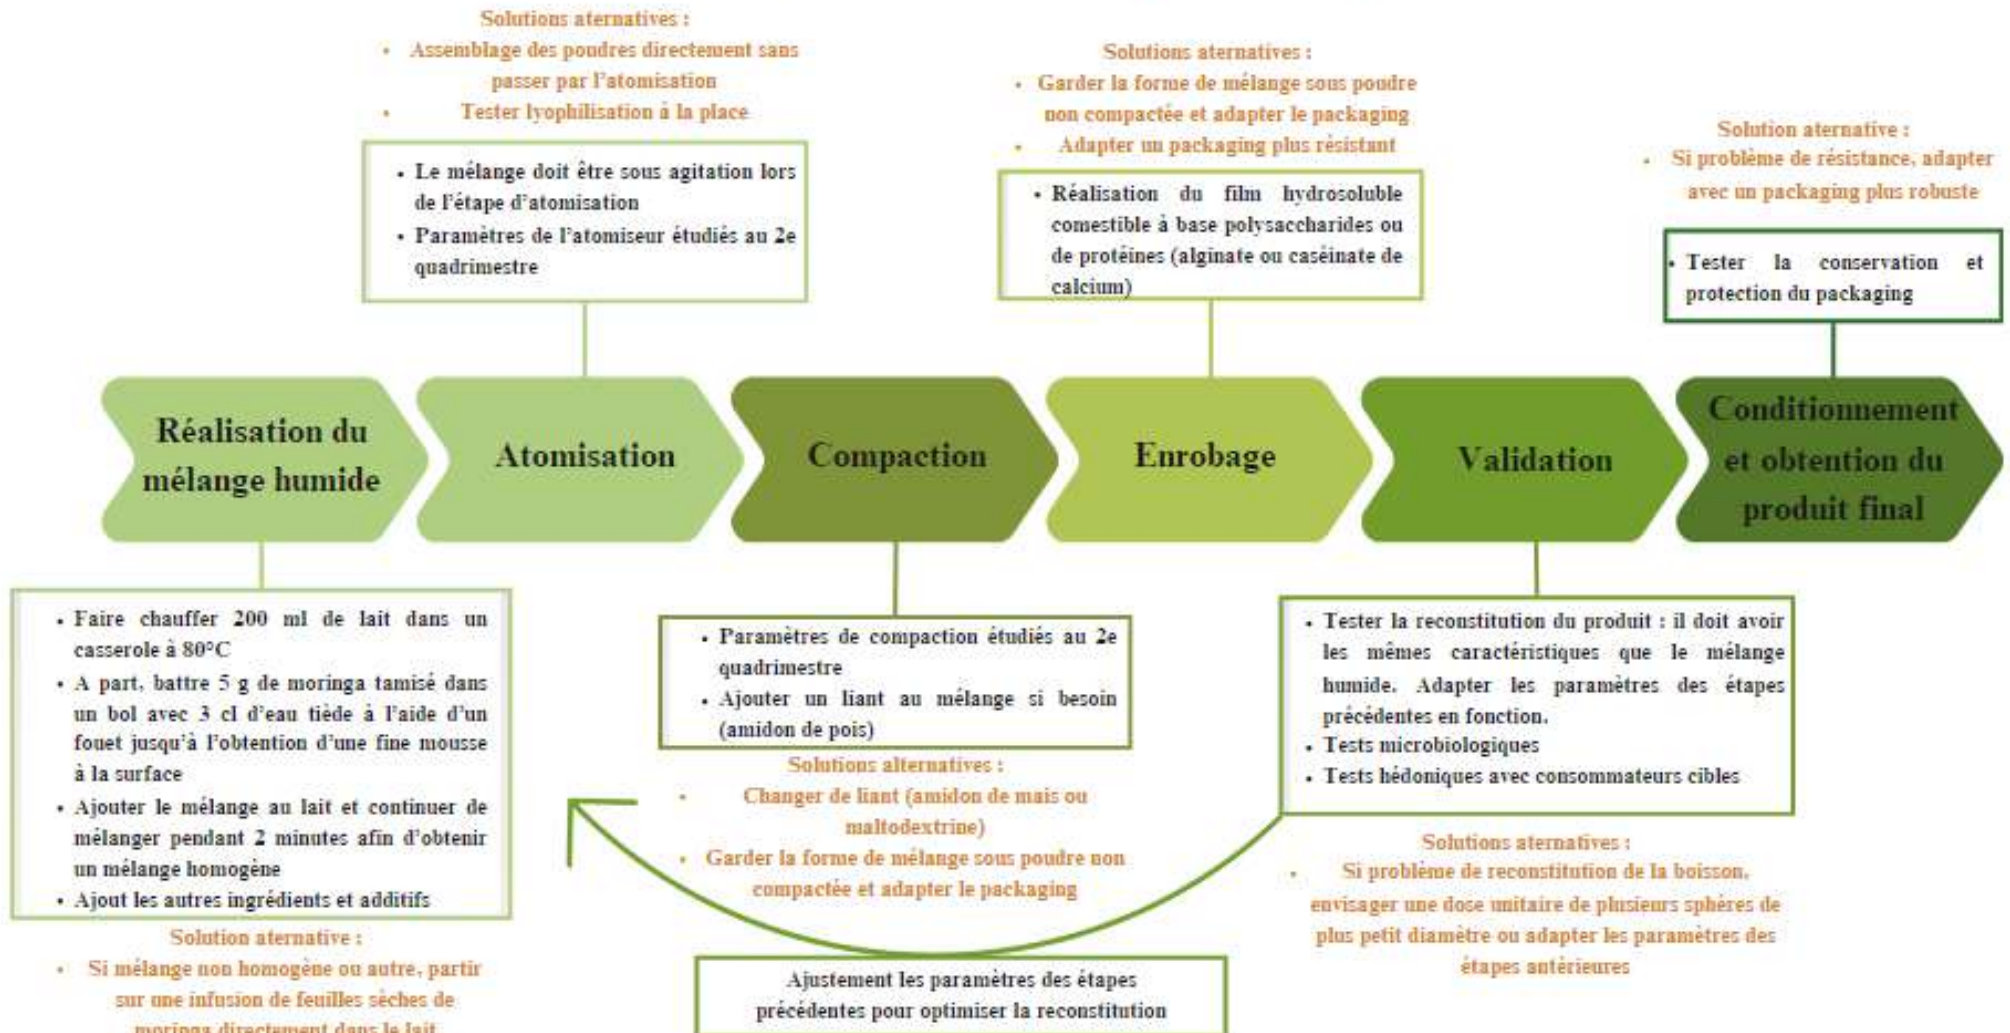 Solutions aternatives :
• Assemblage des poudres directement sans
passer par l'atomisation
• Tester lyophilisation à la place
• Le mélange doit être sous agitation lors
de l'étape d'atomisation
• Paramètres de l'atomiseur étudiés au 2e
quadrimestre
Solutions aternatives :
• Garder la forme de mélange sous poudre
non compactée et adapter le packaging
• Adapter un packaging plus résistant
• Réalisation du film hydrosoluble
comestible à base polysaccharides ou
de protéines (alginate ou caséinate de
calcium)
Solution aternative :
• Si problème de résistance, adapter
avec un packaging plus robuste
• Tester la conservation et
protection du packaging
Réalisation du
mélange humide
Atomisation
Compaction
Enrobage
Validation
Conditionnement
et obtention du
produit final
• Faire chauffer 200 ml de lait dans un
casserole à 80°C
• A part, battre 5 g de moringa tamisé dans
un bol avec 3 cl d'eau tiède à l'aide d'un
fouet jusqu'à l'obtention d'une fine mousse
à la surface
• Ajouter le mélange au lait et continuer de
mélanger pendant 2 minutes afin d'obtenir
un mélange homogène
• Ajout les autres ingrédients et additifs
Solution aternative :
• Si mélange non homogène ou autre, partir
sur une infusion de feuilles sèches de
moringa directement dans le lait
• Paramètres de compaction étudiés au 2e
quadrimestre
• Ajouter un liant au mélange si besoin
(amidon de pois)
Solutions alternatives :
• Changer de liant (amidon de mais ou
maltodextrine)
• Garder la forme de mélange sous poudre non
compactée et adapter le packaging
• Tester la reconstitution du produit : il doit avoir
les mêmes caractéristiques que le mélange
humide. Adapter les paramètres des étapes
précédentes en fonction.
• Tests microbiologiques
• Tests hédoniques avec consommateurs cibles
Solutions aternatives :
• Si problème de reconstitution de la boisson,
envisager une dose unitaire de plusieurs sphères de
plus petit diamètre ou adapter les paramètres des
étapes antérieures
Ajustement les paramètres des étapes
précédentes pour optimiser la reconstitution